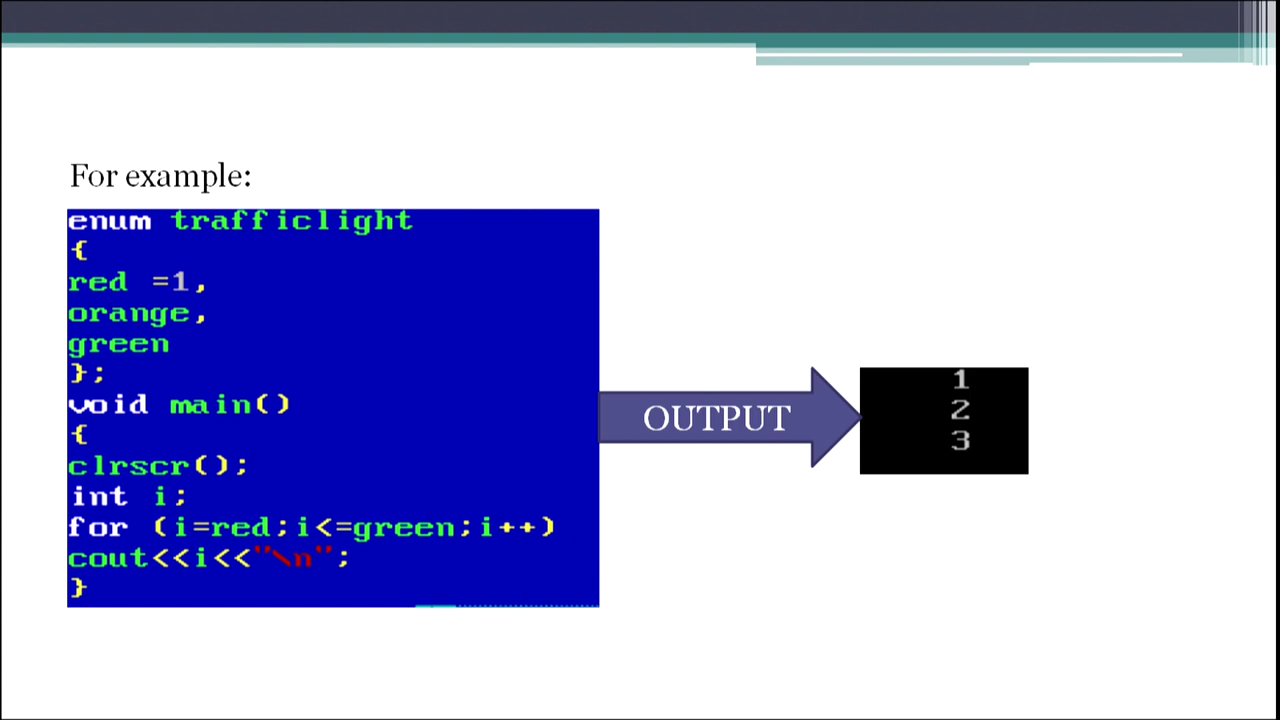 For example:
enum trafficlight
{
red =1,
orange,
green
};
void main()
{
clrscr();
int i;
for (i=red;i<=green;i++)
cout<<i<<"\n";
}
OUTPUT
1
2
3